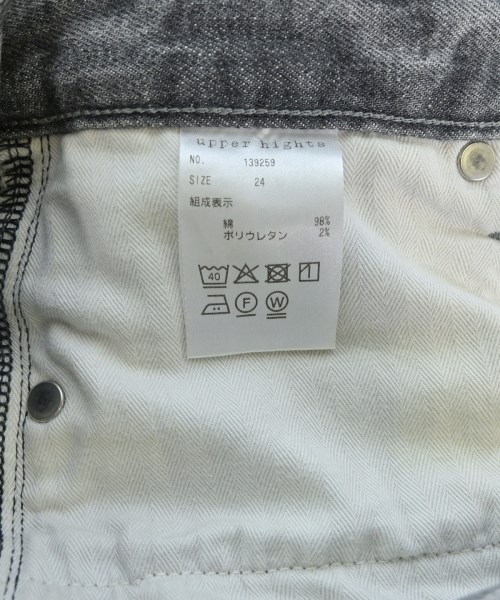 upper hights
NO. 139259
SIZE 24
組成表示
綿 98%
ポリウレタン 2%
40
F W